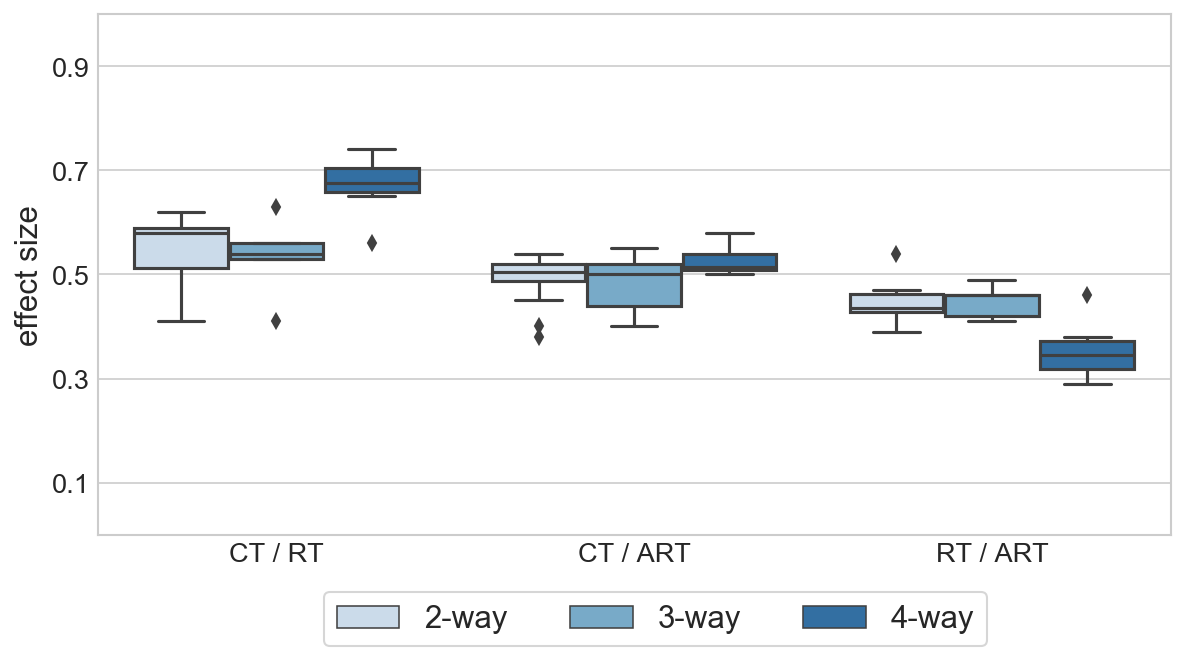 effect size
0.9
0.7
0.5
0.3
0.1
CT / RT
CT / ART
RT / ART
2-way
3-way
4-way